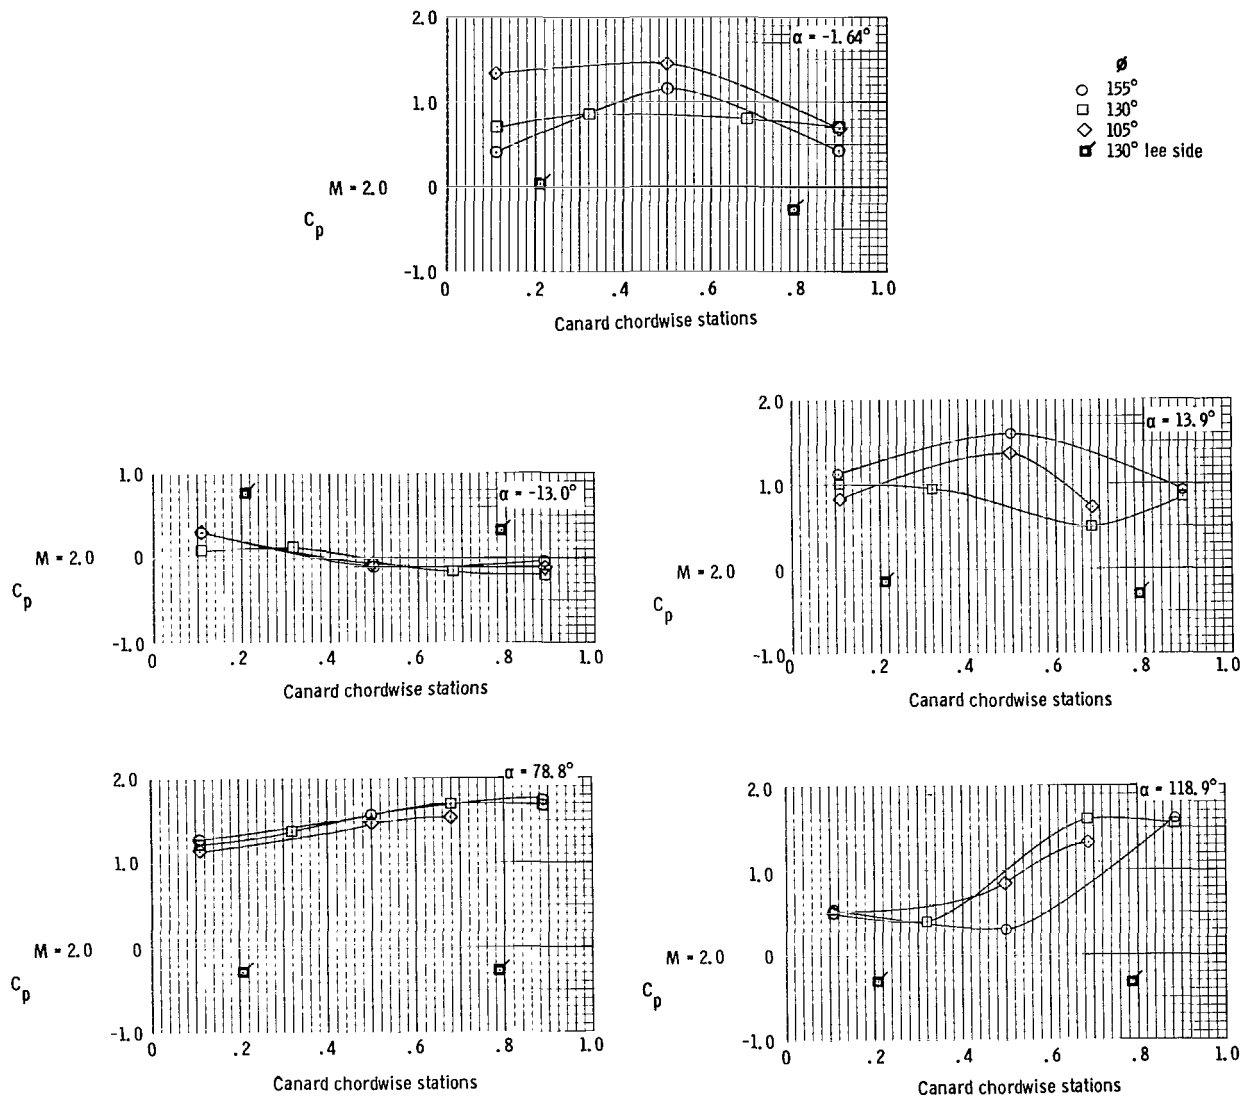 2.0
α = -1.64°
1.0
M = 2.0
0
Cp
-1.0
0 .2 .4 .6 .8 1.0
Canard chordwise stations
ø
155°
130°
105°
130° lee side
1.0
α = -13.0°
M = 2.0
0
Cp
-1.0
0 .2 .4 .6 .8 1.0
Canard chordwise stations
2.0
α = 13.9°
1.0
M = 2.0
0
Cp
-1.0
0 .2 .4 .6 .8 1.0
Canard chordwise stations
2.0
α = 78.8°
1.0
M = 2.0
0
Cp
-1.0
0 .2 .4 .6 .8 1.0
Canard chordwise stations
2.0
α = 118.9°
1.0
M = 2.0
0
Cp
-1.0
0 .2 .4 .6 .8 1.0
Canard chordwise stations